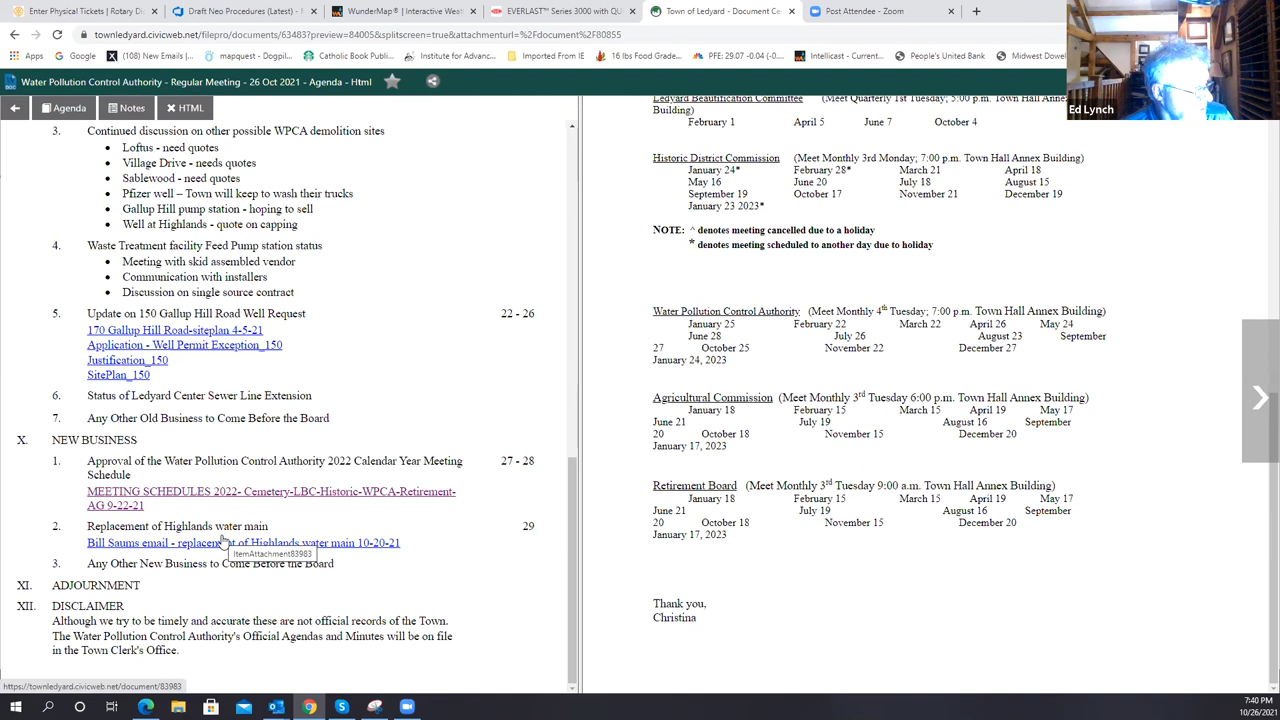 Enter Physical Tickets | Rotary Di
Draft Neo Procedures (Latest) - F
WunderMap® | Interactive Weat
EVERLAST™ Series 3000 with QU
Town of Ledyard - Document Ce
Post Attendee - Zoom
townledyard.civicweb.net/filepro/documents/63483?preview=84005&splitscreen=true&attachmenturl=%2Fdocument%2F80855
Apps
Google
(108) New Emails |
mapquest - Dogpil...
Catholic Book Publi...
Institute for Advanc...
Imported From IE
16 lbs Food Grade...
PFE: 29.07 -0.04 (-0....
Intellicast - Current...
People's United Bank
Midwest Dowel
Water Pollution Control Authority - Regular Meeting - 26 Oct 2021 - Agenda - Html
Agenda
Notes
HTML
Ed Lynch
3. Continued discussion on other possible WPCA demolition sites
• Loftus - need quotes
• Village Drive - needs quotes
• Sablewood - need quotes
• Pfizer well – Town will keep to wash their trucks
• Gallup Hill pump station - hoping to sell
• Well at Highlands - quote on capping
4. Waste Treatment facility Feed Pump station status
• Meeting with skid assembled vendor
• Communication with installers
• Discussion on single source contract
5. Update on 150 Gallup Hill Road Well Request 22 - 26
170 Gallup Hill Road-siteplan 4-5-21
Application - Well Permit Exception_150
Justification_150
SitePlan_150
6. Status of Ledyard Center Sewer Line Extension
7. Any Other Old Business to Come Before the Board
X. NEW BUSINESS
1. Approval of the Water Pollution Control Authority 2022 Calendar Year Meeting 27 - 28
Schedule
MEETING SCHEDULES 2022- Cemetery-LBC-Historic-WPCA-Retirement-
AG 9-22-21
2. Replacement of Highlands water main 29
Bill Saums email - replacement of Highlands water main 10-20-21
ItemAttachment83983
3. Any Other New Business to Come Before the Board
XI. ADJOURNMENT
XII. DISCLAIMER
Although we try to be timely and accurate these are not official records of the Town.
The Water Pollution Control Authority's Official Agendas and Minutes will be on file
in the Town Clerk's Office.
https://townledyard.civicweb.net/document/83983
Ledyard Beautification Committee (Meet Quarterly 1st Tuesday; 5:00 p.m. Town Hall Annex
Building)
February 1 April 5 June 7 October 4
Historic District Commission (Meet Monthly 3rd Monday; 7:00 p.m. Town Hall Annex Building)
January 24* February 28* March 21 April 18
May 16 June 20 July 18 August 15
September 19 October 17 November 21 December 19
January 23 2023*
NOTE: ^ denotes meeting cancelled due to a holiday
* denotes meeting scheduled to another day due to holiday
Water Pollution Control Authority (Meet Monthly 4th Tuesday; 7:00 p.m. Town Hall Annex Building)
January 25 February 22 March 22 April 26 May 24
June 28 July 26 August 23 September
27 October 25 November 22 December 27
January 24, 2023
Agricultural Commission (Meet Monthly 3rd Tuesday 6:00 p.m. Town Hall Annex Building)
January 18 February 15 March 15 April 19 May 17
June 21 July 19 August 16 September
20 October 18 November 15 December 20
January 17, 2023
Retirement Board (Meet Monthly 3rd Tuesday 9:00 a.m. Town Hall Annex Building)
January 18 February 15 March 15 April 19 May 17
June 21 July 19 August 16 September
20 October 18 November 15 December 20
January 17, 2023
Thank you,
Christina
7:40 PM
10/26/2021